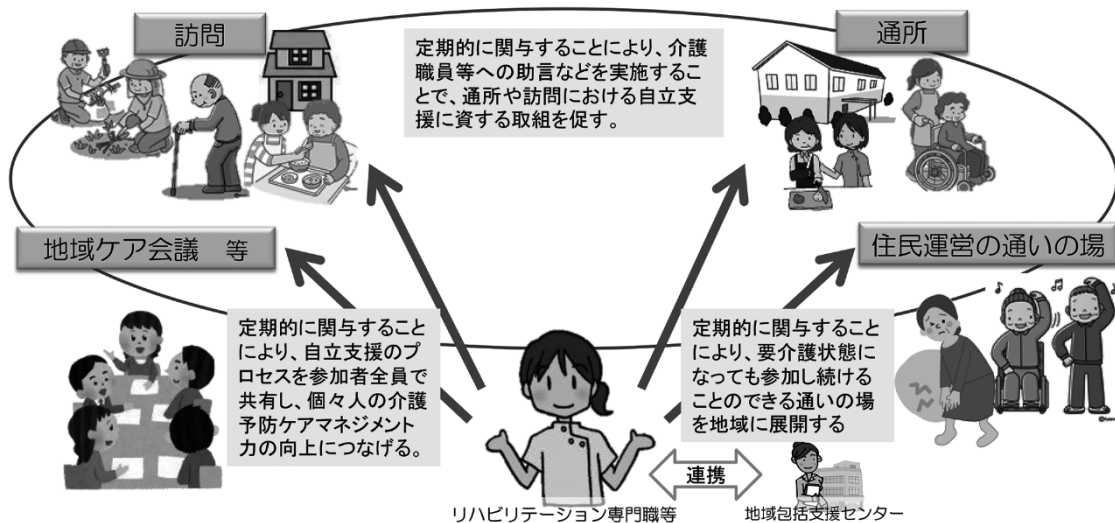 訪問
定期的に関与することにより、介護
職員等への助言などを実施するこ
とで、通所や訪問における自立支
援に資する取組を促す。
通所
地域ケア会議　等
住民運営の通いの場
定期的に関与すること
により、自立支援のプ
ロセスを参加者全員で
共有し、個々人の介護
予防ケアマネジメント
力の向上につなげる。
定期的に関与すること
により、要介護状態に
なっても参加し続ける
ことのできる通いの場
を地域に展開する
連携
リハビリテーション専門職等
地域包括支援センター